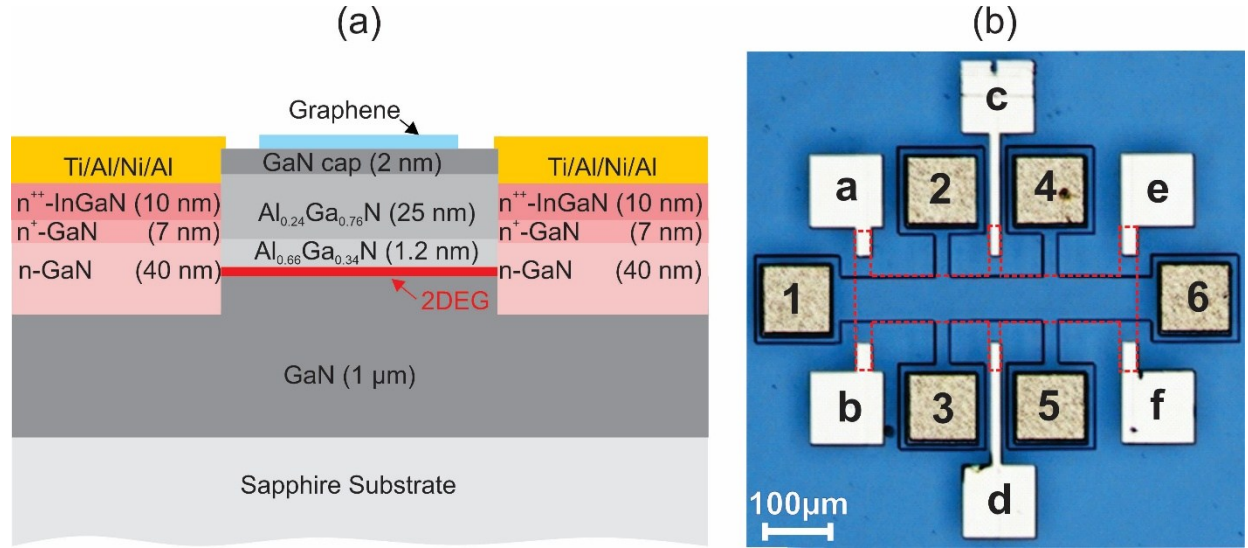 (a)
Graphene
Ti/Al/Ni/Al
GaN cap (2 nm)
Ti/Al/Ni/Al
n++-InGaN (10 nm)
Al0.24Ga0.76N (25 nm)
n++-InGaN (10 nm)
n+-GaN (7 nm)
n+-GaN (7 nm)
Al0.66Ga0.34N (1.2 nm)
n-GaN (40 nm)
n-GaN (40 nm)
2DEG
GaN (1 µm)
Sapphire Substrate
(b)
c
a
2
4
e
1
6
b
3
5
f
d
100µm